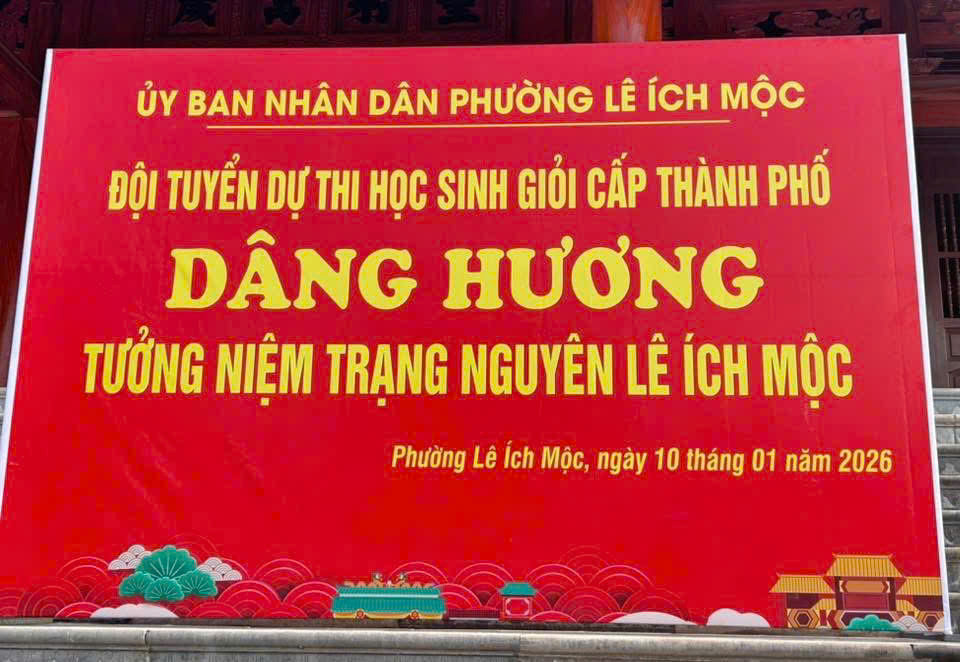 ỦY BAN NHÂN DÂN PHƯỜNG LÊ ÍCH MỘC
ĐỘI TUYỂN DỰ THI HỌC SINH GIỎI CẤP THÀNH PHỐ
DÂNG HƯƠNG
TƯỞNG NIỆM TRẠNG NGUYÊN LÊ ÍCH MỘC
Phường Lê Ích Mộc, ngày 10 tháng 01 năm 2026